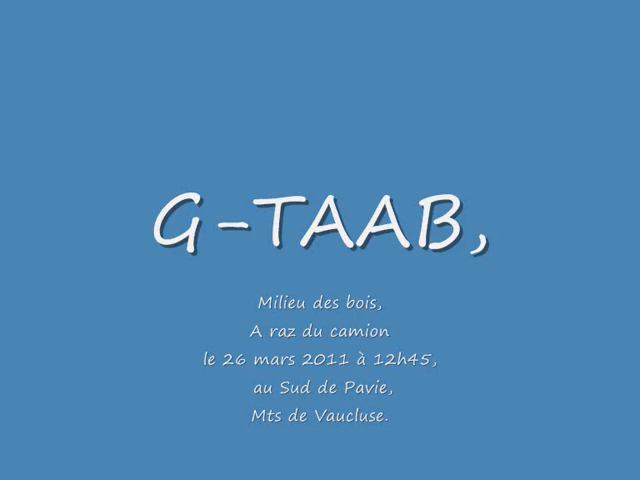 G-TAAB,
Milieu des bois,
A raz du camion
le 26 mars 2011 à 12h45,
au Sud de Pavie,
Mts de Vaucluse.